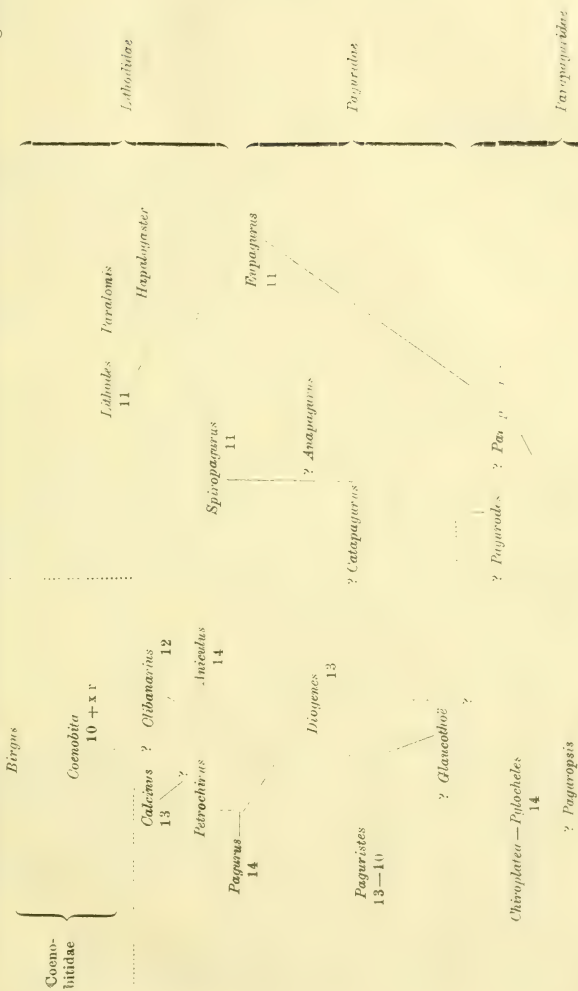 Birgus
Coeno-
bitidae
Coenobita
10 + x r
Lithodes Paralomis
11
Hapalogaster
Lithodidae
Calcinus ? Clibanarius
13 12
?
Petrochirus Aniculus
14
Pagurus
14
Spiropagurus
11
Eupagurus
11
Diogenes
13
? Anapagurus
? Catapagurus
Paguridae
Paguristes
13—10
? Glaucothoë
?
Chiroplatea — Pylocheles
14
? Pagurodes ?
Parapaguridae
? Paguropsis